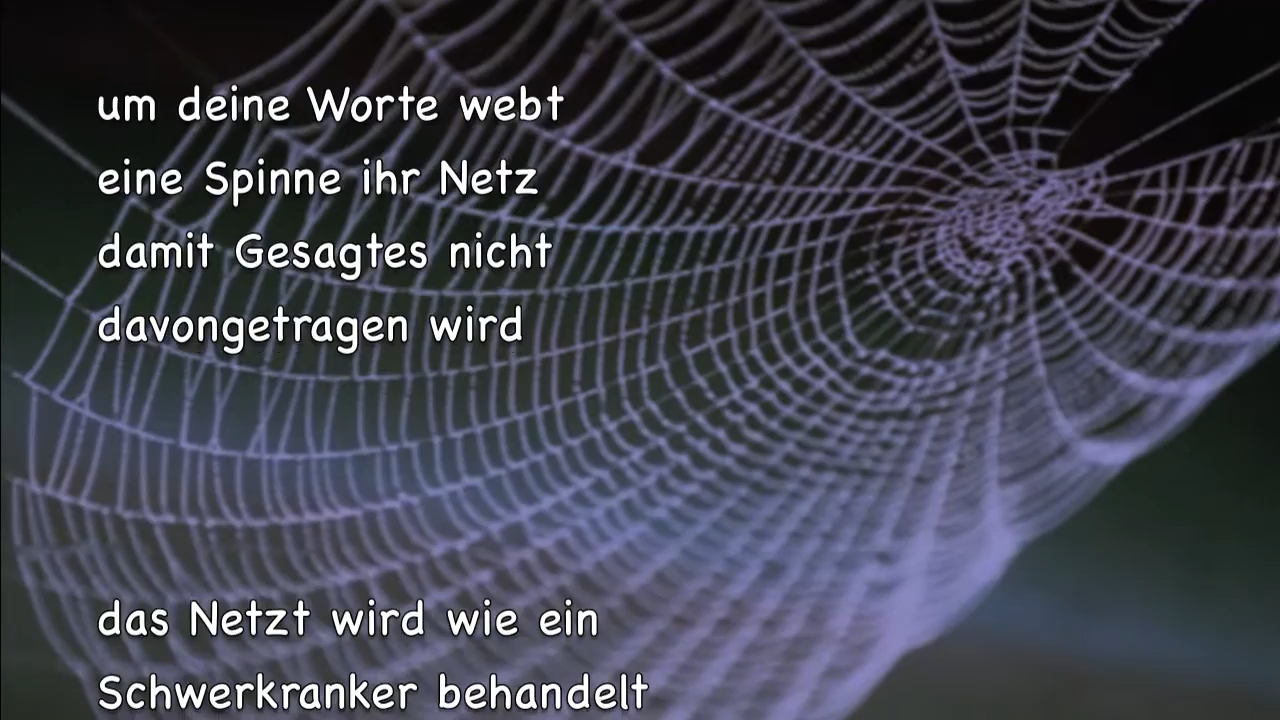 um deine Worte webt
eine Spinne ihr Netz
damit Gesagtes nicht
davongetragen wird
das Netzt wird wie ein
Schwerkranker behandelt